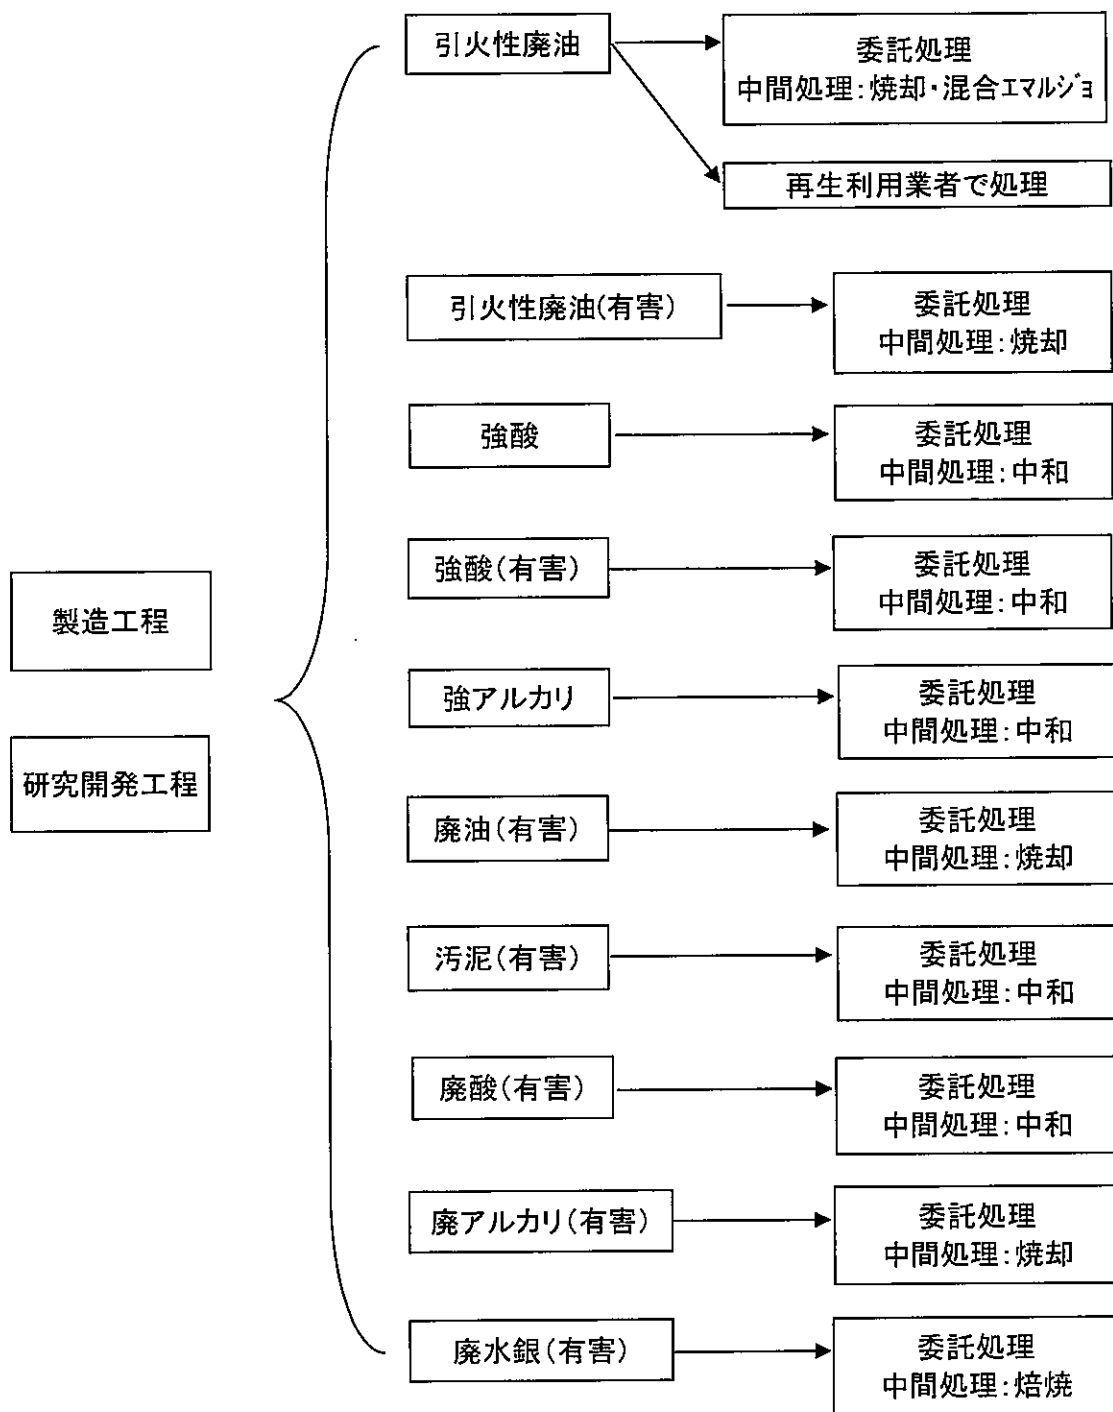 引火性廃油
委託処理
中間処理:焼却・混合ｴﾏﾙｼﾞｮ
再生利用業者で処理
引火性廃油(有害)
委託処理
中間処理:焼却
強酸
委託処理
中間処理:中和
強酸(有害)
委託処理
中間処理:中和
製造工程
強アルカリ
委託処理
中間処理:中和
研究開発工程
廃油(有害)
委託処理
中間処理:焼却
汚泥(有害)
委託処理
中間処理:中和
廃酸(有害)
委託処理
中間処理:中和
廃アルカリ(有害)
委託処理
中間処理:焼却
廃水銀(有害)
委託処理
中間処理:焙焼